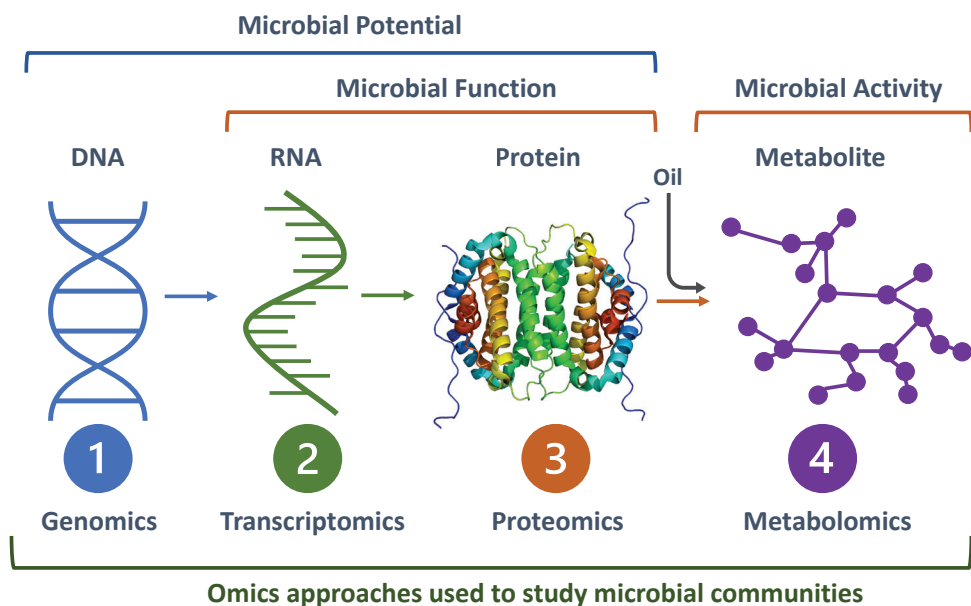 Microbial Potential
Microbial Function
Microbial Activity
DNA
RNA
Protein
Oil
Metabolite
1
2
3
4
Genomics
Transcriptomics
Proteomics
Metabolomics
Omics approaches used to study microbial communities